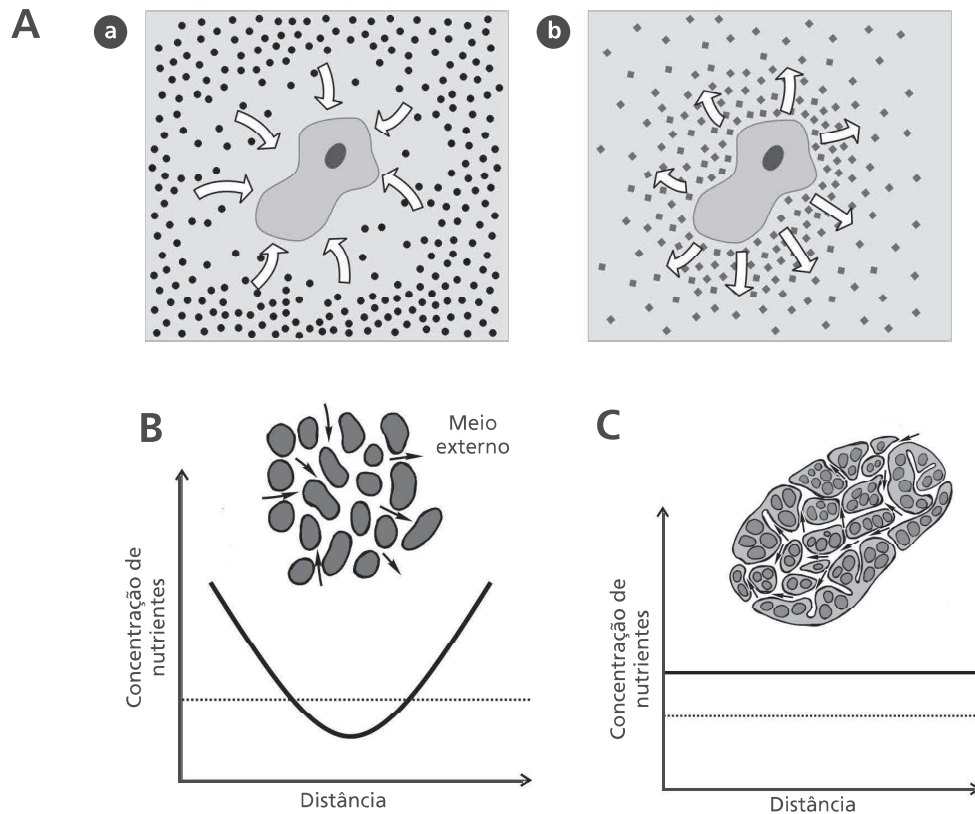 A
a
b
B
Meio
externo
Concentração de
nutrientes
Distância
C
Concentração de
nutrientes
Distância